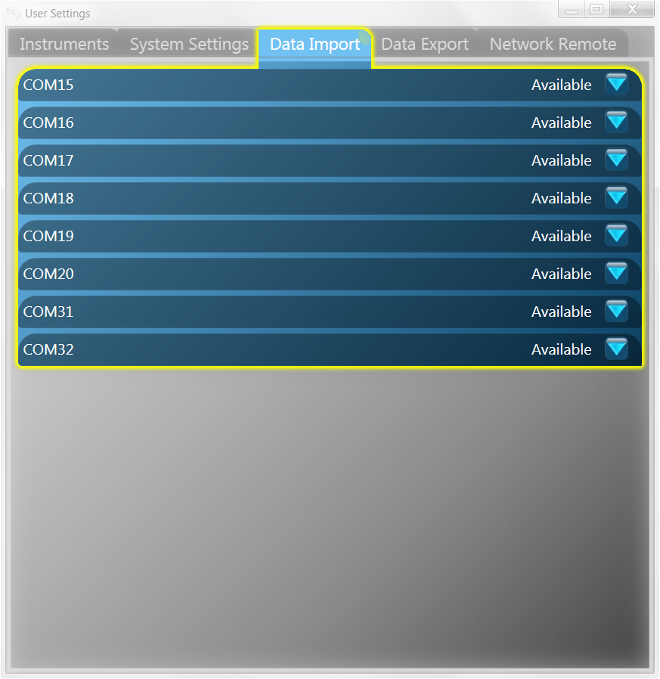 User Settings
Instruments System Settings Data Import Data Export Network Remote
COM15 Available
COM16 Available
COM17 Available
COM18 Available
COM19 Available
COM20 Available
COM31 Available
COM32 Available